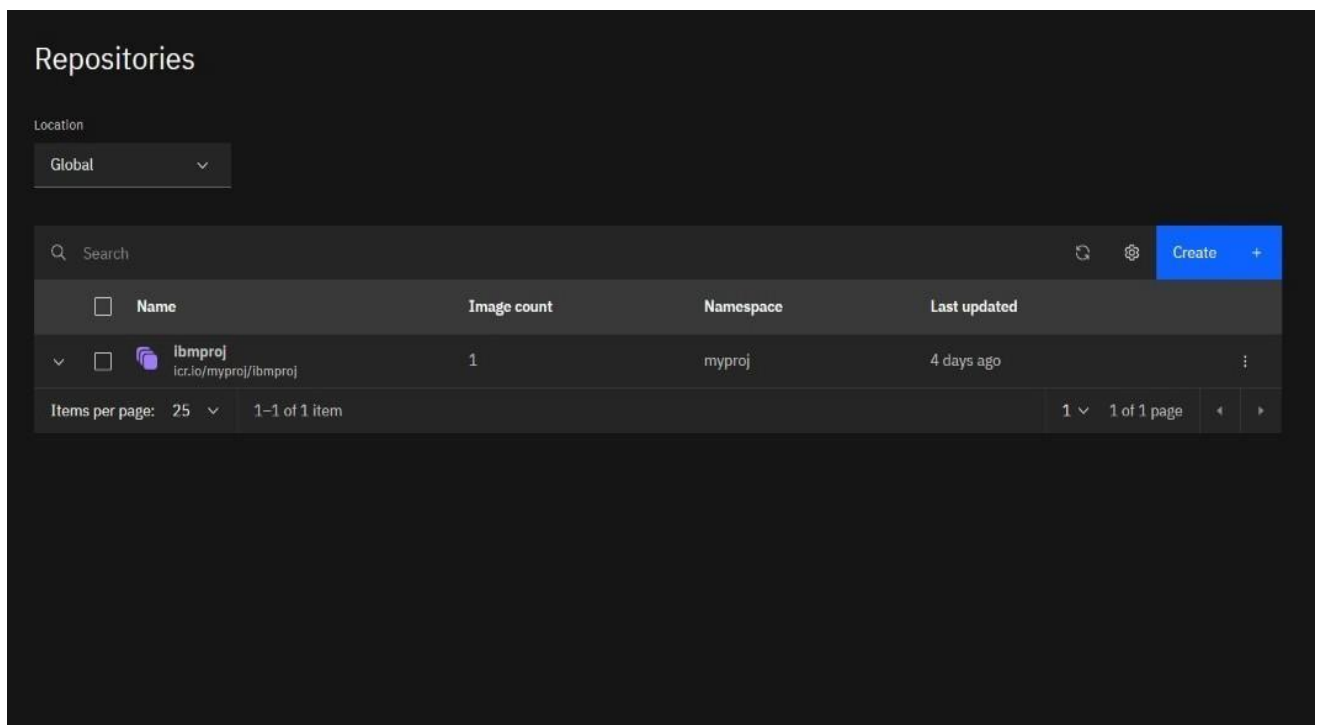 Repositories
Location
Global
Search
Create +
Name Image count Namespace Last updated
ibmproj 1 myproj 4 days ago
icr.io/myproj/ibmproj
Items per page: 25 1–1 of 1 item 1 1 of 1 page